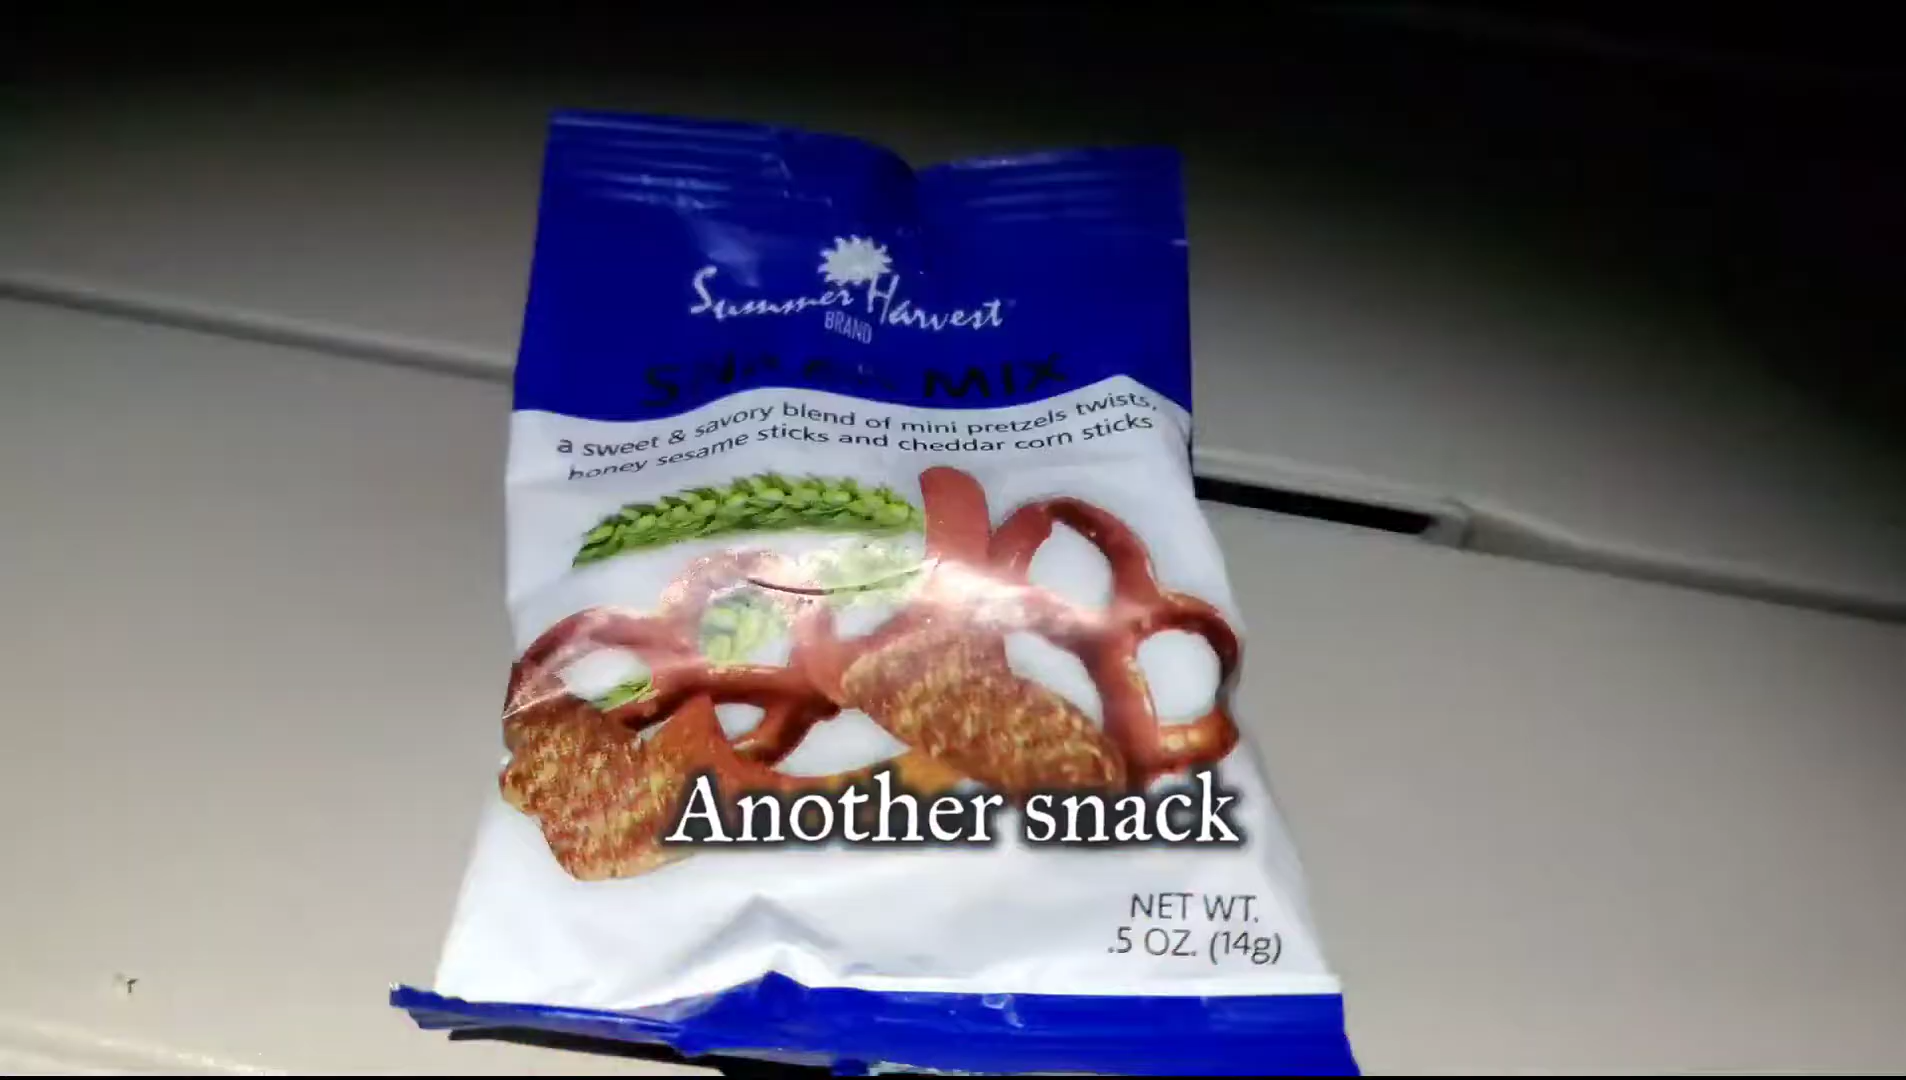 Summer Harvest
BRAND
SNACK MIX
a sweet & savory blend of mini pretzels twists,
honey sesame sticks and cheddar corn sticks
Another snack
NET WT.
.5 OZ. (14g)